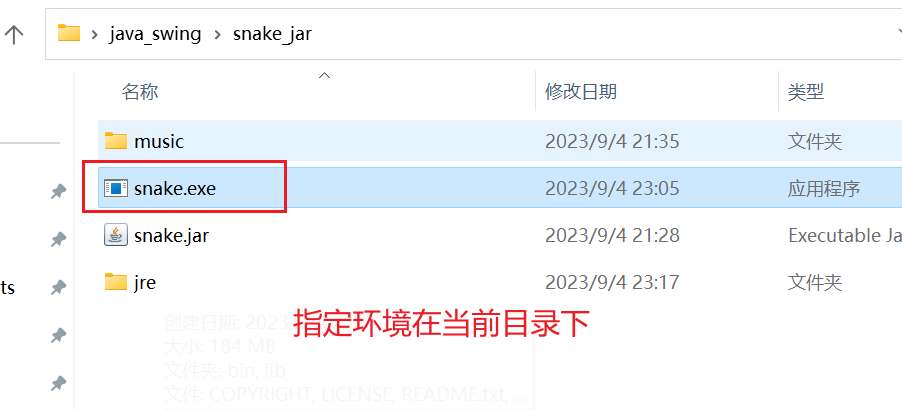 java_swing > snake_jar
名称 修改日期 类型
music 2023/9/4 21:35 文件夹
snake.exe 2023/9/4 23:05 应用程序
snake.jar 2023/9/4 21:28 Executable Ja
jre 2023/9/4 23:17 文件夹
ts
指定环境在当前目录下
创建日期: 2023
大小: 184 MB
文件夹: bin, lib
文件: COPYRIGHT, LICENSE, README.txt, ...